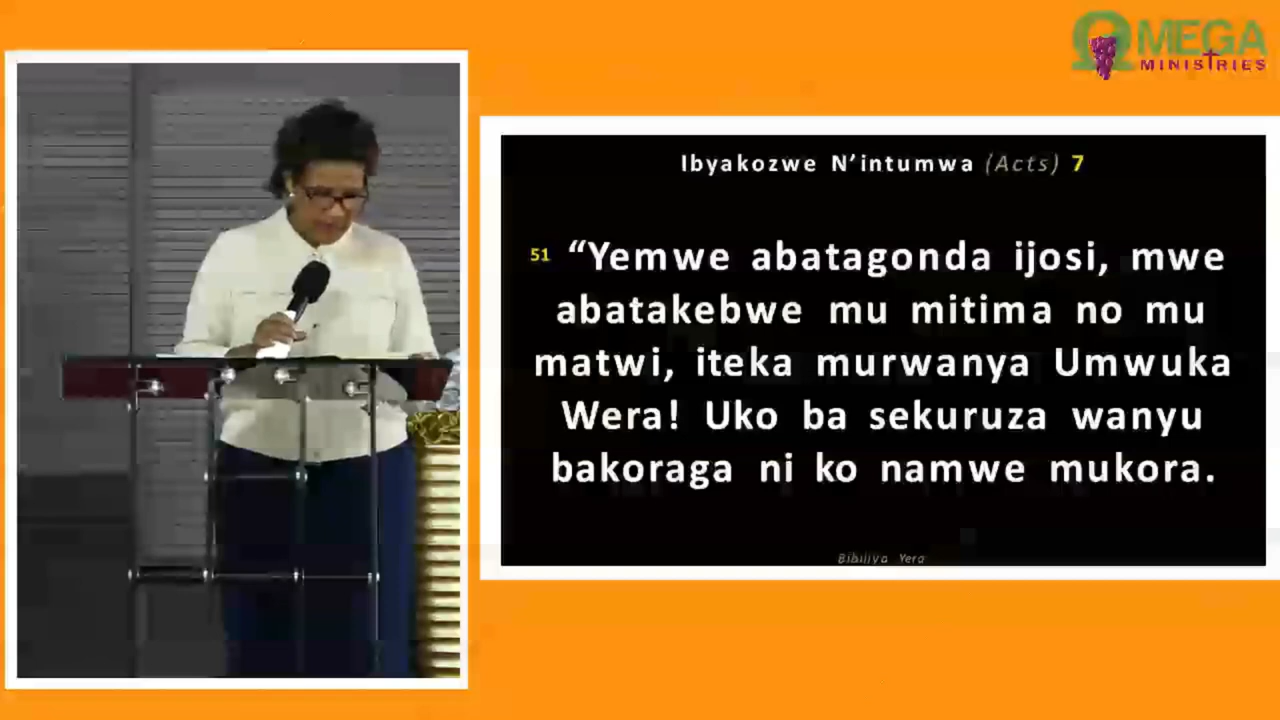 ΩMEGA
MINISTRIES
Ibyakozwe N’intumwa (Acts) 7
51 “Yemwe abatagonda ijosi, mwe
abatakebwe mu mitima no mu
matwi, iteka murwanya Umwuka
Wera! Uko ba sekuruza wanyu
bakoraga ni ko namwe mukora.
Bibiliya Yera